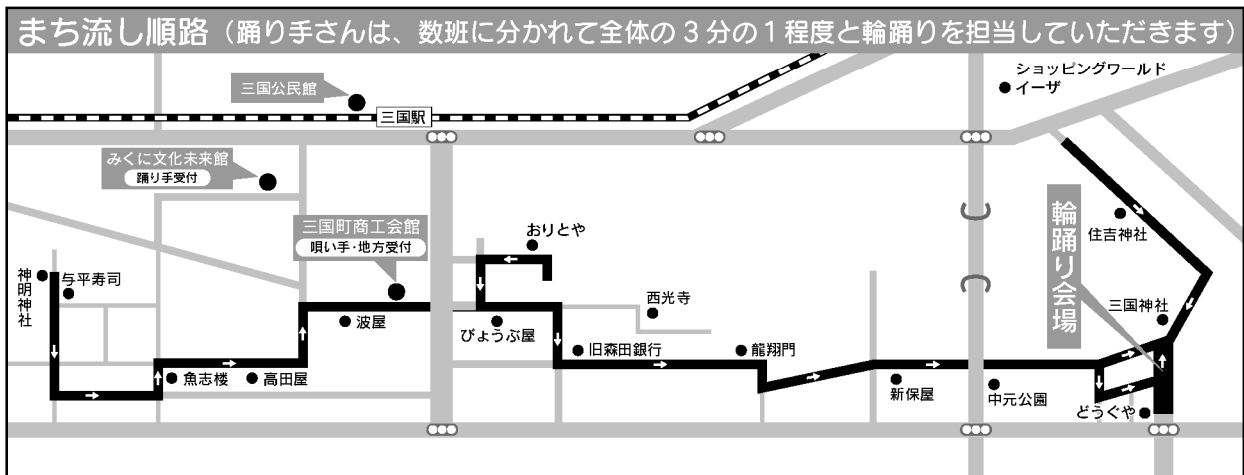 まち流し順路（踊り手さんは、数班に分かれて全体の３分の１程度と輪踊りを担当していただきます）
ショッピングワールド
イーザ
三国公民館
三国駅
みくに文化未来館
踊り手受付
三国町商工会館
唄い手・地方受付
おりとや
輪踊り会場
住吉神社
神明神社
与平寿司
西光寺
三国神社
波屋
びょうぶ屋
旧森田銀行
龍翔門
魚志楼
高田屋
新保屋
中元公園
どうぐや